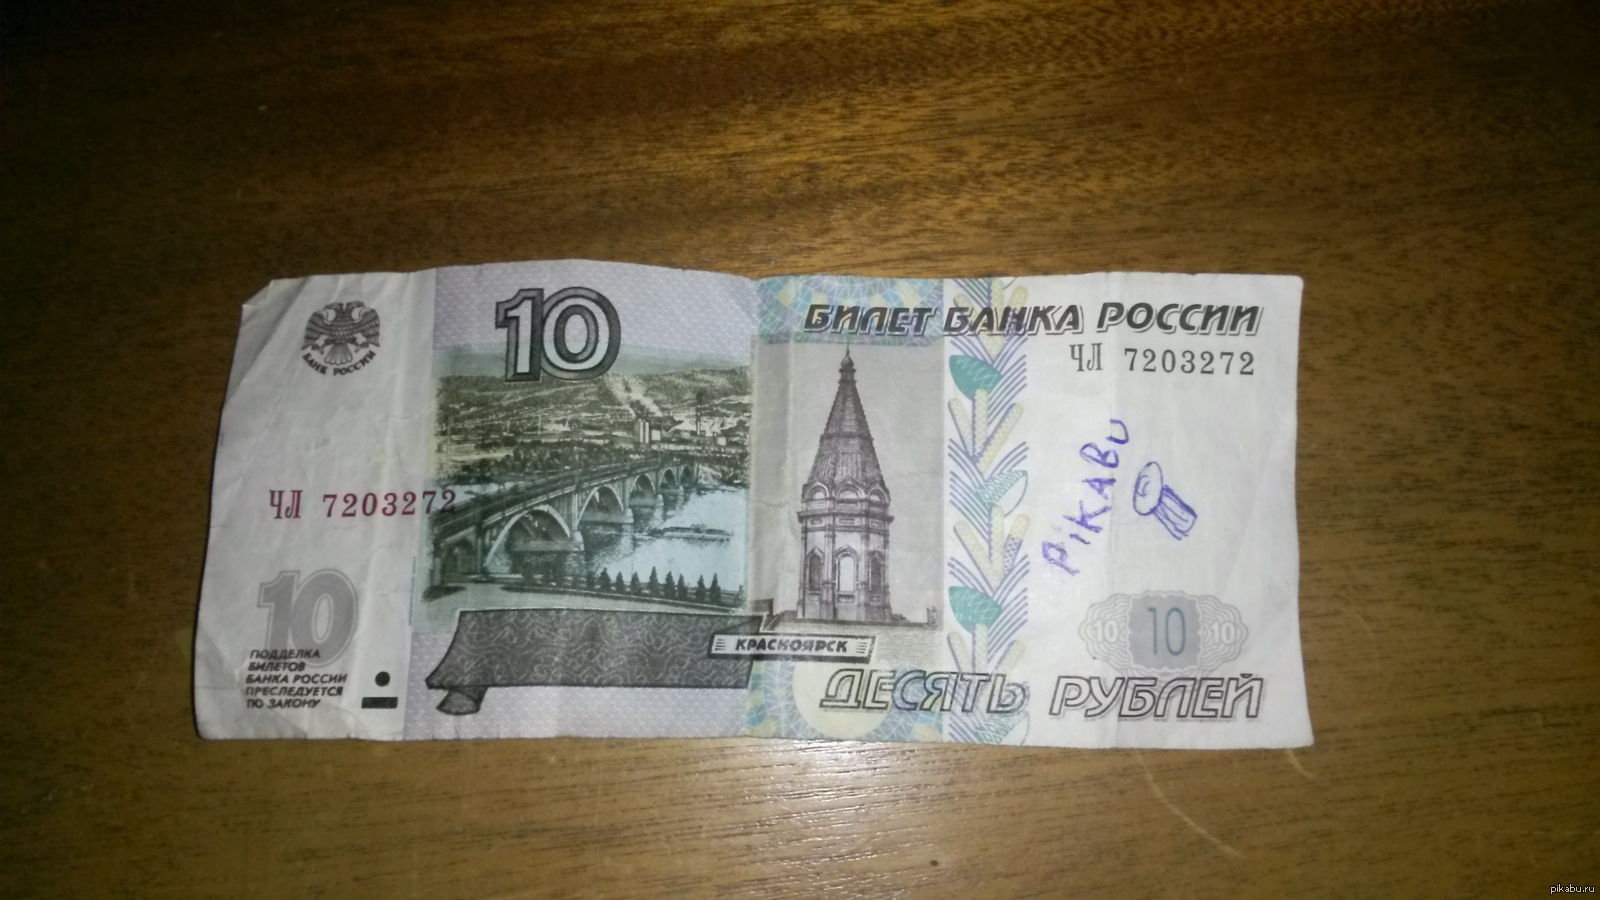 10
БИЛЕТ БАНКА РОССИИ
ЧЛ 7203272
БАНК РОССИИ
PiKABU
ЧЛ 7203272
10
ПОДДЕЛКА
БИЛЕТОВ
БАНКА РОССИИ
ПРЕСЛЕДУЕТСЯ
ПО ЗАКОНУ
КРАСНОЯРСК
10 10 10
ДЕСЯТЬ РУБЛЕЙ
pikabu.ru